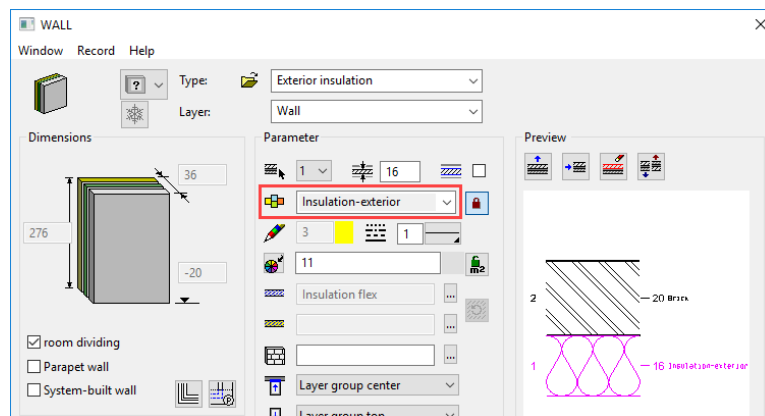 WALL
Window Record Help
Type: Exterior insulation
Layer: Wall
Dimensions
36
276
-20
room dividing
Parapet wall
System-built wall
Parameter
1 16
Insulation-exterior
3 1
11 m2
Insulation flex ...
...
...
Layer group center
Layer group top
Preview
2 20 Brick
1 16 Insulation-exterior